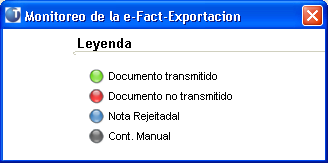 Monitoreo de la e-Fact-Exportacion
Leyenda
Documento transmitido
Documento no transmitido
Nota Rejeitadal
Cont. Manual